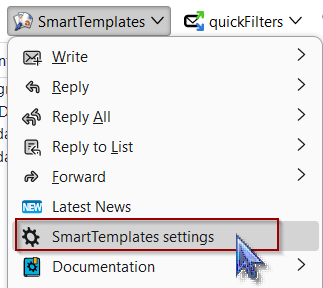 SmartTemplates quickFilters
Write
Reply
Reply All
Reply to List
Forward
NEW Latest News
SmartTemplates settings
Documentation